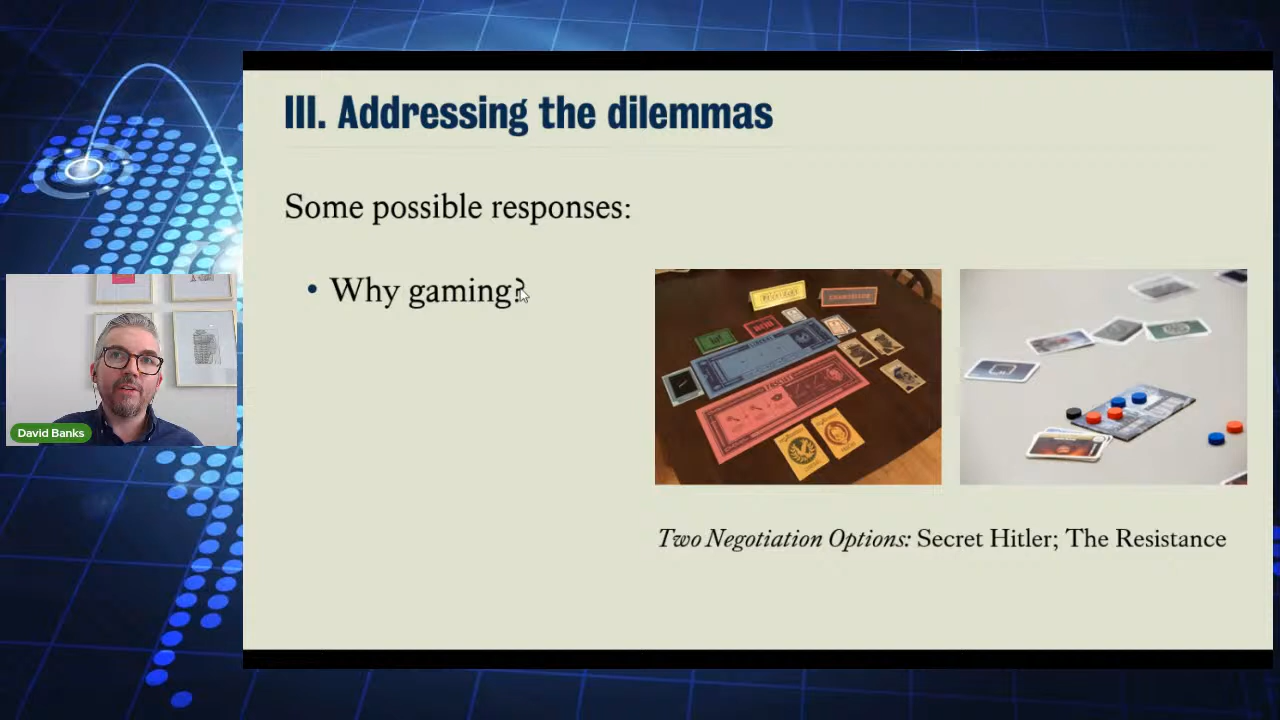 III. Addressing the dilemmas
Some possible responses:
• Why gaming?
David Banks
Two Negotiation Options: Secret Hitler; The Resistance